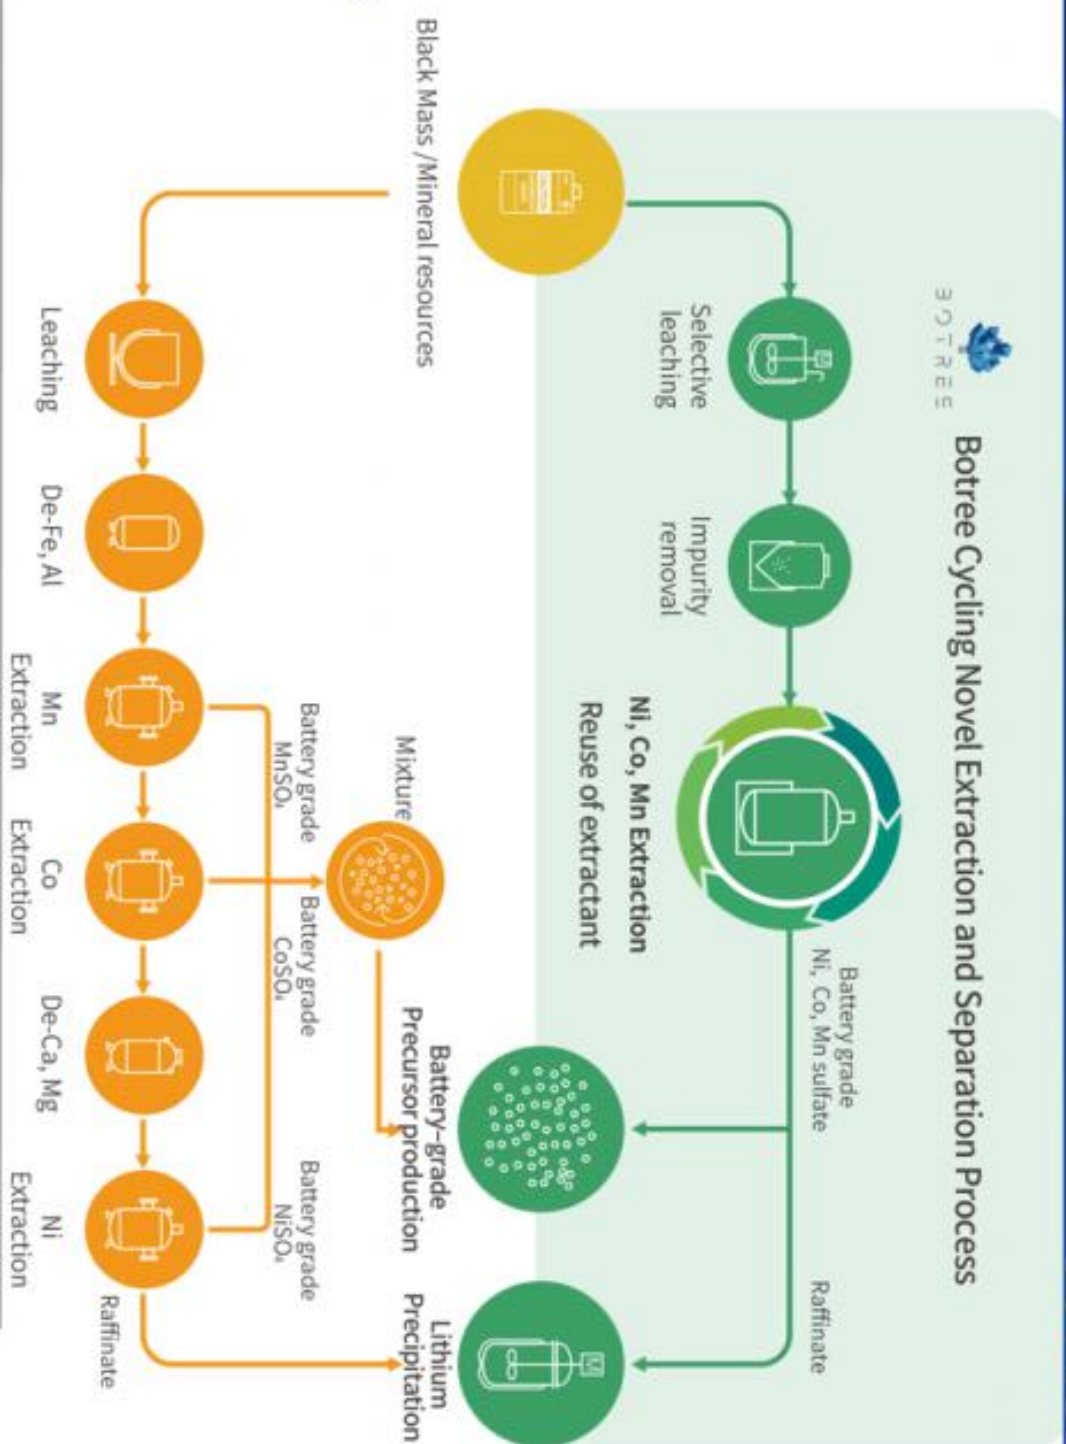 BOTREE
Botree Cycling Novel Extraction and Separation Process
Selective
leaching
Impurity
removal
Ni, Co, Mn Extraction
Reuse of extractant
Battery grade
Ni, Co, Mn sulfate
Raffinate
Black Mass /Mineral resources
Battery-grade
Precursor production
Lithium
Precipitation
Mixture
Battery grade
MnSO₄
Battery grade
CoSO₄
Battery grade
NiSO₄
Raffinate
Leaching
De-Fe, Al
Mn
Extraction
Co
Extraction
De-Ca, Mg
Ni
Extraction